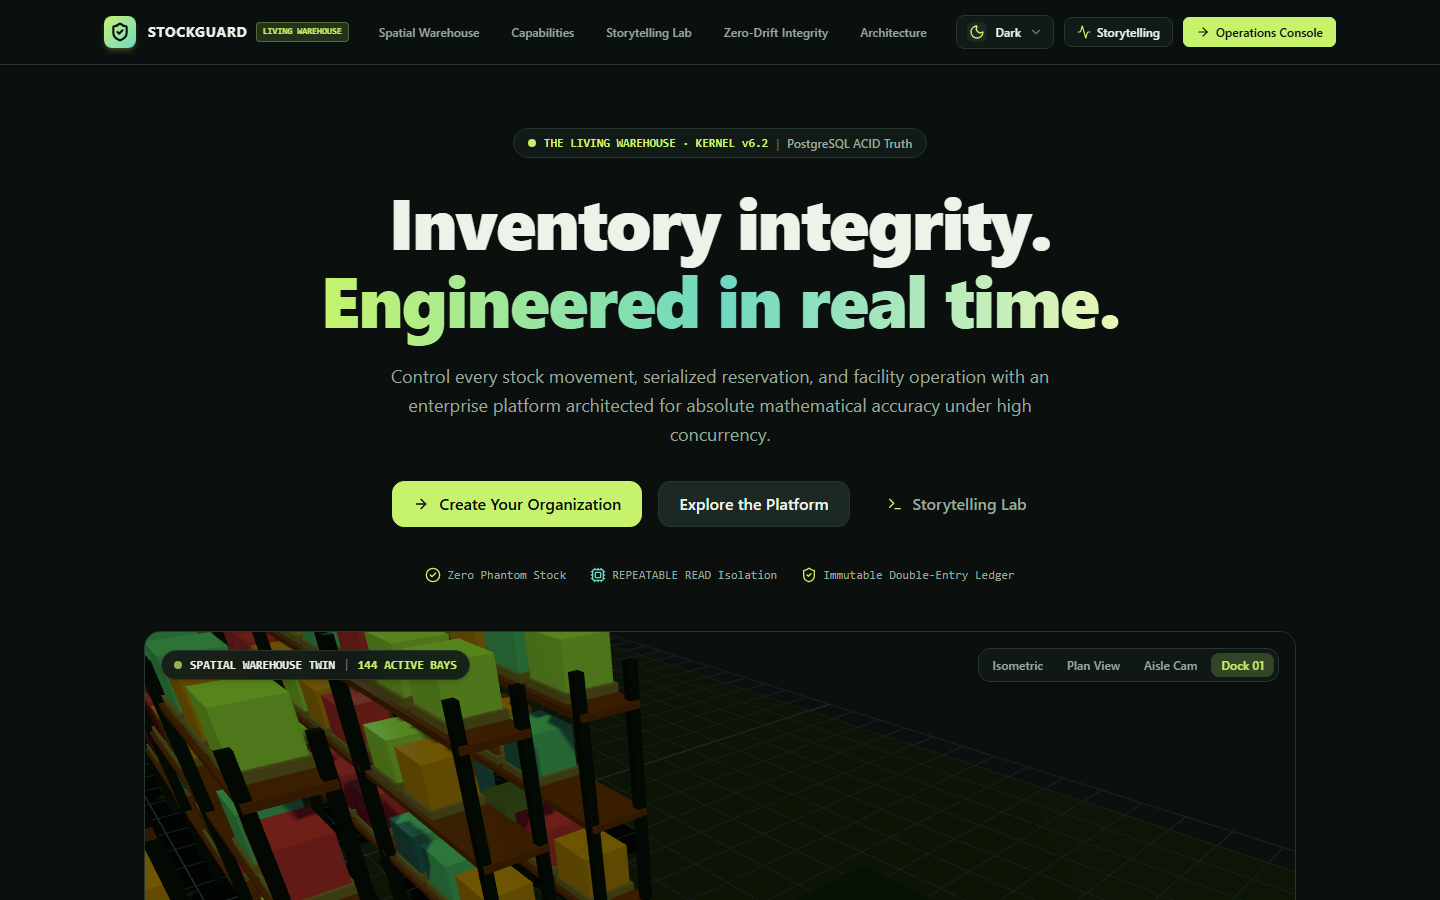 STOCKGUARD
LIVING WAREHOUSE
Spatial Warehouse
Capabilities
Storytelling Lab
Zero-Drift Integrity
Architecture
Dark
Storytelling
Operations Console
THE LIVING WAREHOUSE · KERNEL v6.2 | PostgreSQL ACID Truth
Inventory integrity.
Engineered in real time.
Control every stock movement, serialized reservation, and facility operation with an
enterprise platform architected for absolute mathematical accuracy under high
concurrency.
Create Your Organization
Explore the Platform
Storytelling Lab
Zero Phantom Stock
REPEATABLE READ Isolation
Immutable Double-Entry Ledger
SPATIAL WAREHOUSE TWIN | 144 ACTIVE BAYS
Isometric
Plan View
Aisle Cam
Dock 01